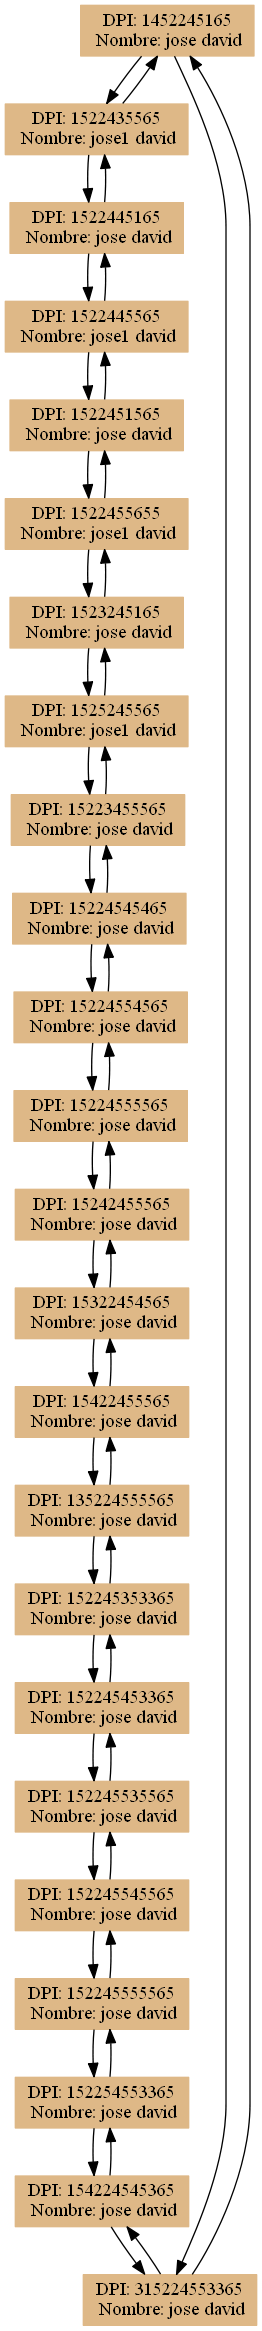 DPI: 1452245165
Nombre: jose david
DPI: 1522435565
Nombre: jose1 david
DPI: 1522445165
Nombre: jose david
DPI: 1522445565
Nombre: jose1 david
DPI: 1522451565
Nombre: jose david
DPI: 1522455655
Nombre: jose1 david
DPI: 1523245165
Nombre: jose david
DPI: 1525245565
Nombre: jose1 david
DPI: 15223455565
Nombre: jose david
DPI: 15224545465
Nombre: jose david
DPI: 15224554565
Nombre: jose david
DPI: 15224555565
Nombre: jose david
DPI: 15242455565
Nombre: jose david
DPI: 15322454565
Nombre: jose david
DPI: 15422455565
Nombre: jose david
DPI: 135224555565
Nombre: jose david
DPI: 152245353365
Nombre: jose david
DPI: 152245453365
Nombre: jose david
DPI: 152245535565
Nombre: jose david
DPI: 152245545565
Nombre: jose david
DPI: 152245555565
Nombre: jose david
DPI: 152254553365
Nombre: jose david
DPI: 154224545365
Nombre: jose david
DPI: 315224553365
Nombre: jose david